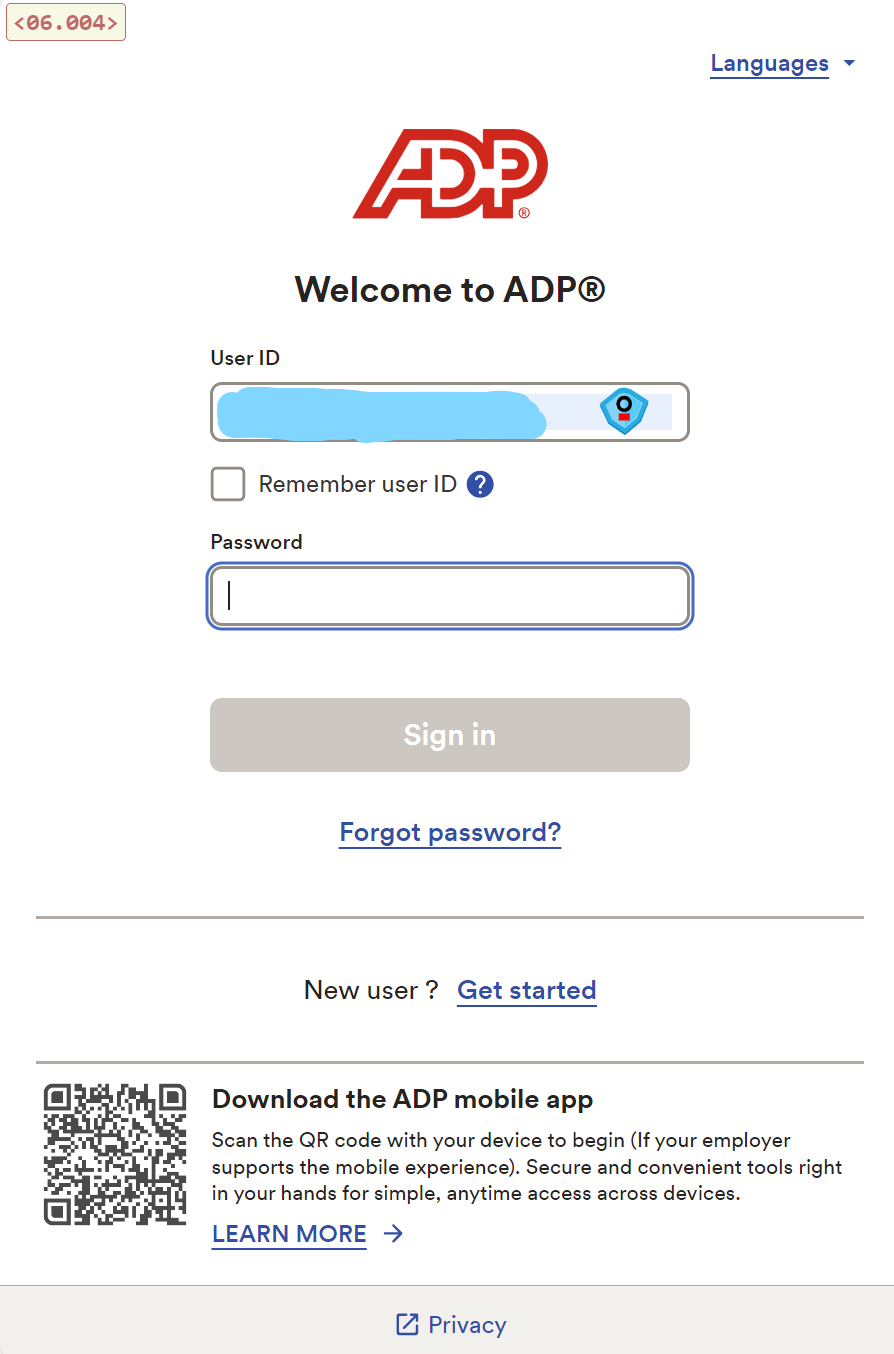 <06.004>
Languages
ADP®
Welcome to ADP®
User ID
Remember user ID ?
Password
Sign in
Forgot password?
New user ? Get started
Download the ADP mobile app
Scan the QR code with your device to begin (If your employer
supports the mobile experience). Secure and convenient tools right
in your hands for simple, anytime access across devices.
LEARN MORE →
Privacy